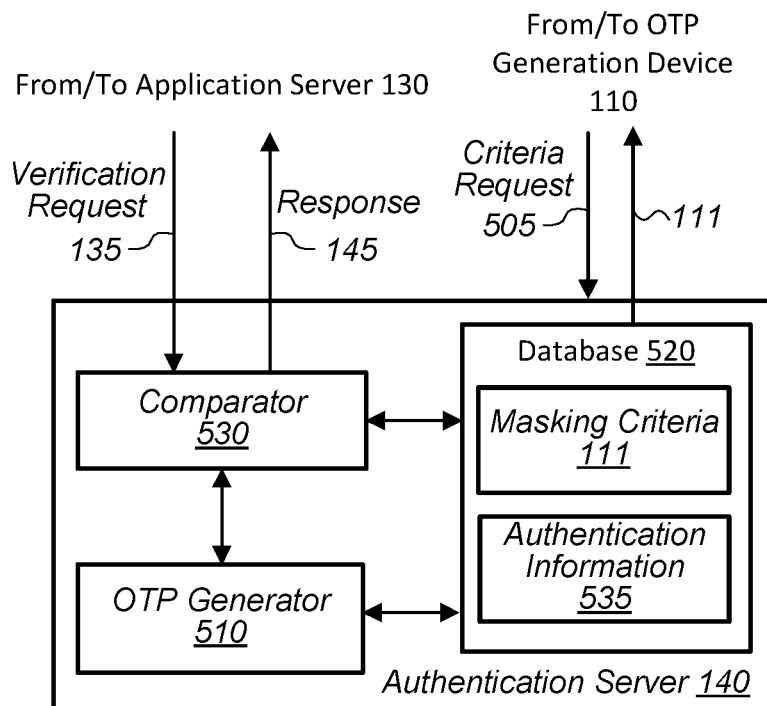 From/To Application Server 130
From/To OTP
Generation Device
110
Verification
Request
135
Response
145
Criteria
Request
505
111
Comparator
530
OTP Generator
510
Database 520
Masking Criteria
111
Authentication
Information
535
Authentication Server 140